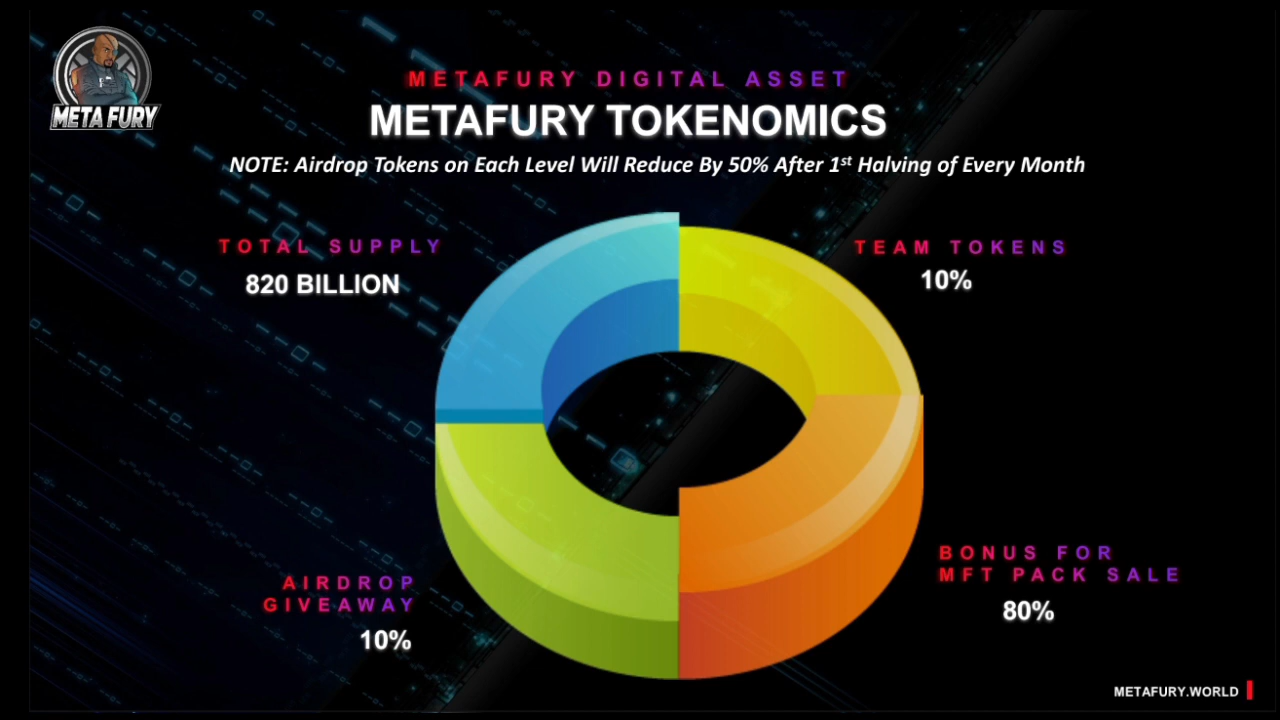 META FURY
METAFURY DIGITAL ASSET
METAFURY TOKENOMICS
NOTE: Airdrop Tokens on Each Level Will Reduce By 50% After 1st Halving of Every Month
TOTAL SUPPLY
820 BILLION
TEAM TOKENS
10%
AIRDROP
GIVEAWAY
10%
BONUS FOR
MFT PACK SALE
80%
METAFURY.WORLD